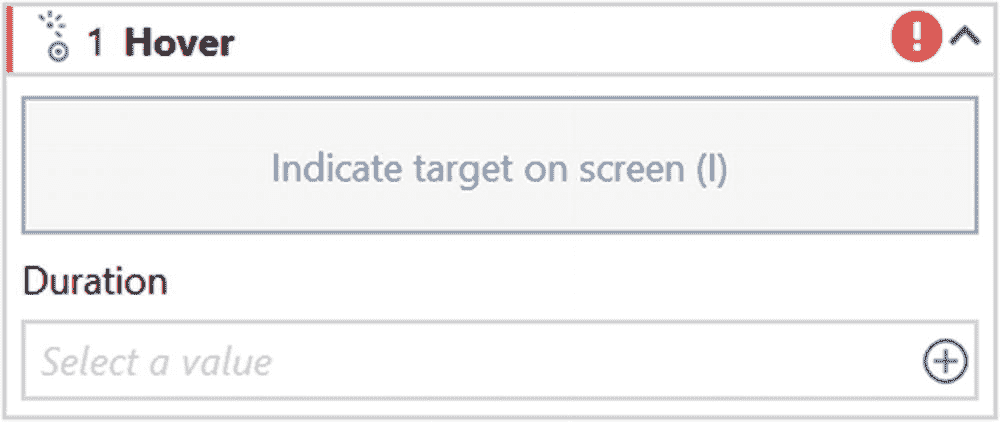 1 Hover
Indicate target on screen (I)
Duration
Select a value